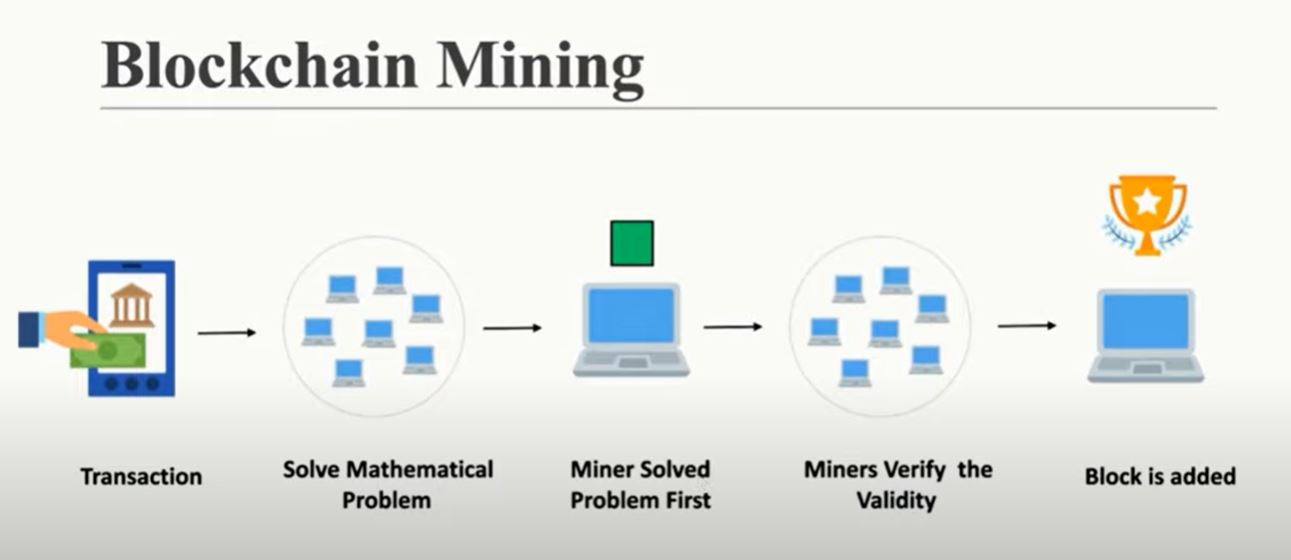 Blockchain Mining
Transaction
Solve Mathematical
Problem
Miner Solved
Problem First
Miners Verify the
Validity
Block is added